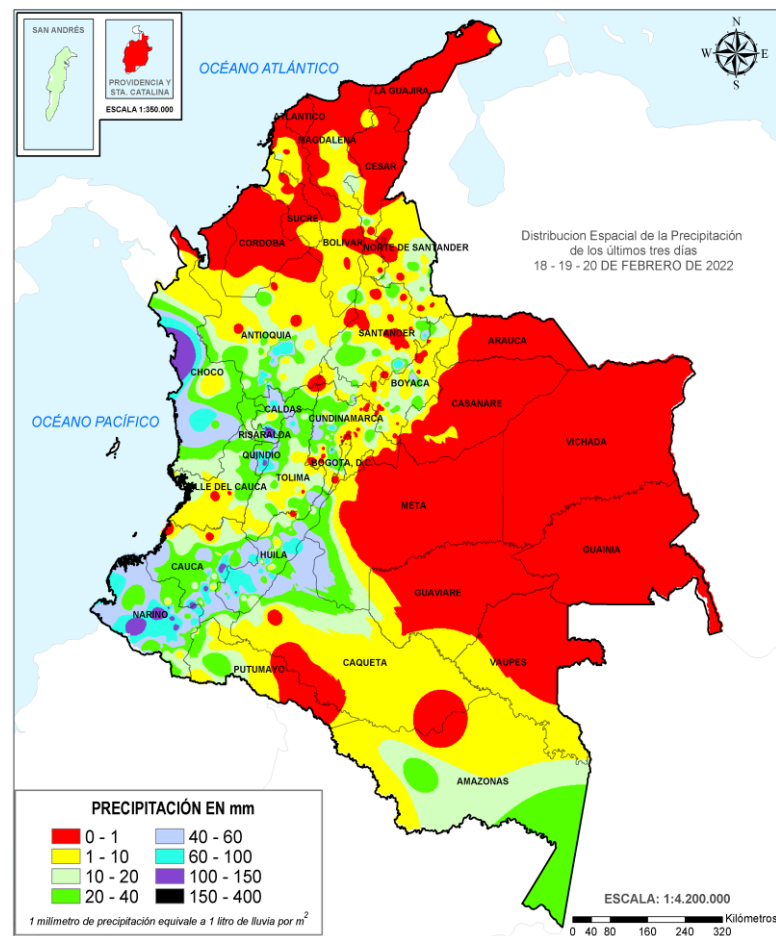 SAN ANDRÉS
PROVIDENCIA Y
STA. CATALINA
ESCALA 1:350.000
OCÉANO ATLÁNTICO
N
W E
S
LA GUAJIRA
ATLANTICO
MAGDALENA
CESAR
SUCRE
CORDOBA
BOLIVAR
NORTE DE SANTANDER
Distribucion Espacial de la Precipitación
de los últimos tres días
18 - 19 - 20 DE FEBRERO DE 2022
ANTIOQUIA
SANTANDER
ARAUCA
CHOCO
BOYACA
OCÉANO PACÍFICO
CALDAS
CUNDINAMARCA
CASANARE
RISARALDA
VICHADA
QUINDIO
BOGOTA, D.C.
TOLIMA
VALLE DEL CAUCA
META
GUAINIA
HUILA
CAUCA
GUAVIARE
NARIÑO
VAUPES
CAQUETA
PUTUMAYO
AMAZONAS
PRECIPITACIÓN EN mm
0 - 1 40 - 60
1 - 10 60 - 100
10 - 20 100 - 150
20 - 40 150 - 400
1 milímetro de precipitación equivale a 1 litro de lluvia por m²
ESCALA: 1:4.200.000
Kilómetros
0 40 80 160 240 320